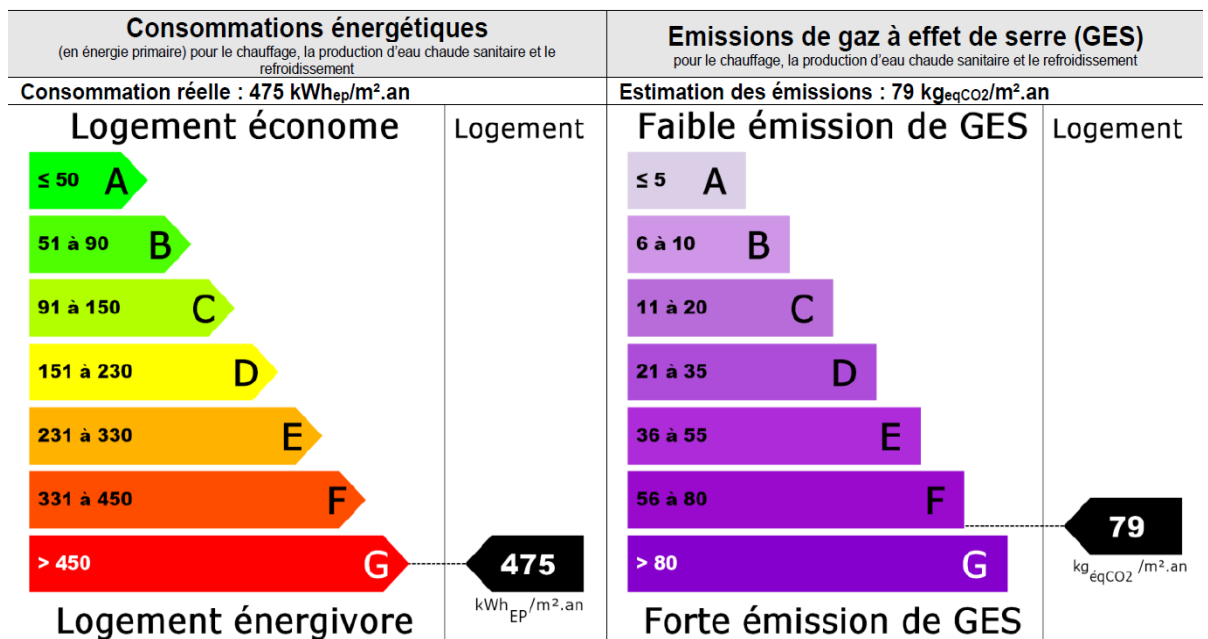 Consommations énergétiques
(en énergie primaire) pour le chauffage, la production d'eau chaude sanitaire et le
refroidissement
Consommation réelle : 475 kWhep/m².an
Logement économe
Logement
≤ 50 A
51 à 90 B
91 à 150 C
151 à 230 D
231 à 330 E
331 à 450 F
> 450 G
475
kWhEP/m².an
Logement énergivore
Emissions de gaz à effet de serre (GES)
pour le chauffage, la production d'eau chaude sanitaire et le refroidissement
Estimation des émissions : 79 kgeqCO2/m².an
Faible émission de GES
Logement
≤ 5 A
6 à 10 B
11 à 20 C
21 à 35 D
36 à 55 E
56 à 80 F
> 80 G
79
kgéqCO2 /m².an
Forte émission de GES